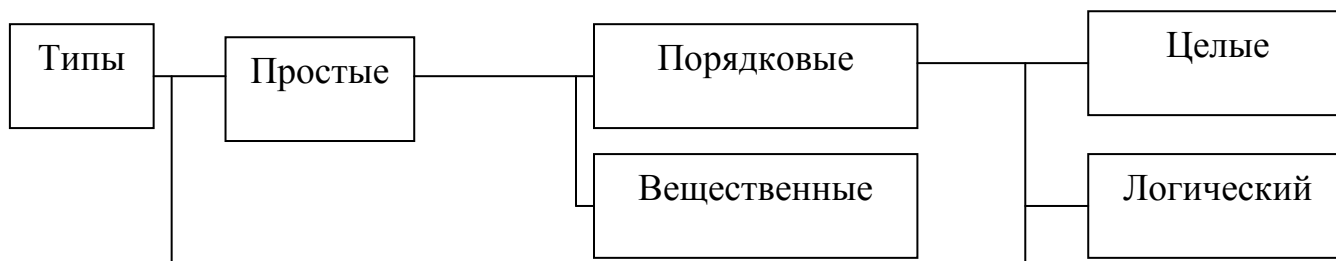 Типы
Простые
Порядковые
Целые
Вещественные
Логический